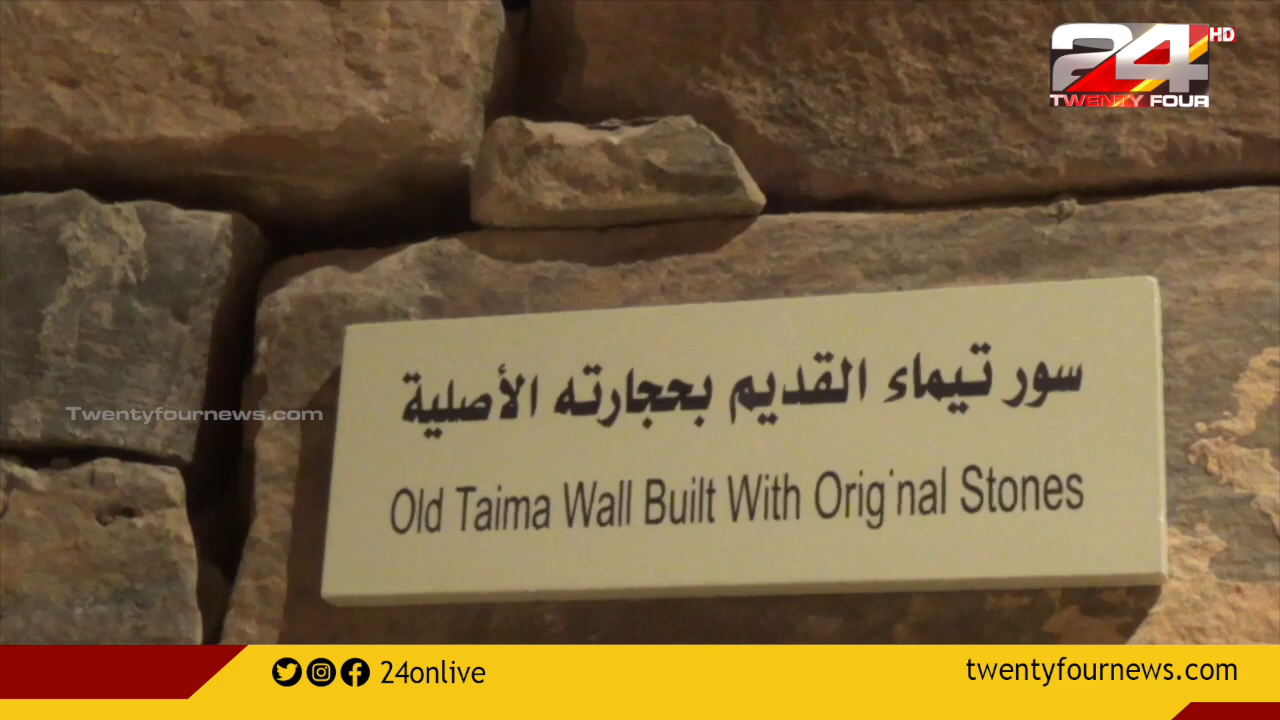 24 HD
TWENTY FOUR
سور تيماء القديم بحجارته الأصلية
Twentyfournews.com
Old Taima Wall Built With Orig nal Stones
24onlive
twentyfournews.com